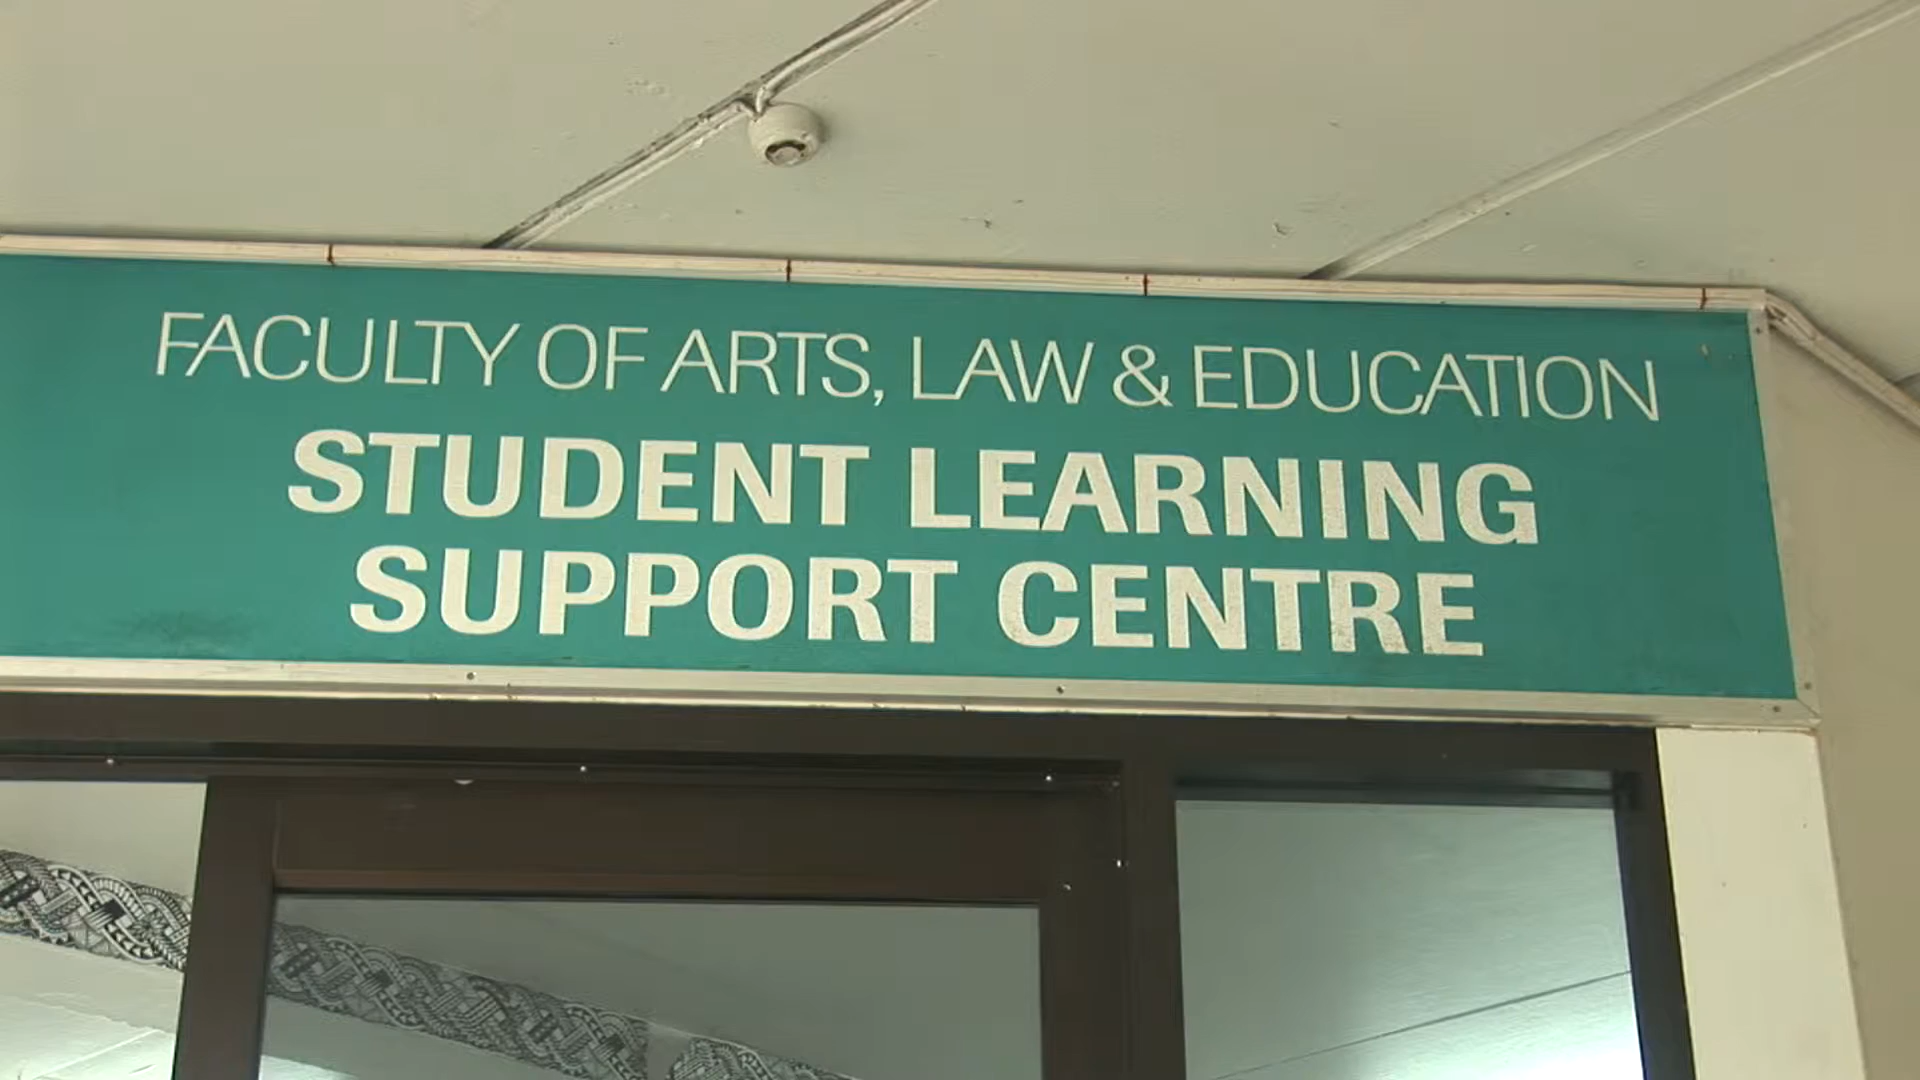 FACULTY OF ARTS, LAW & EDUCATION
STUDENT LEARNING
SUPPORT CENTRE